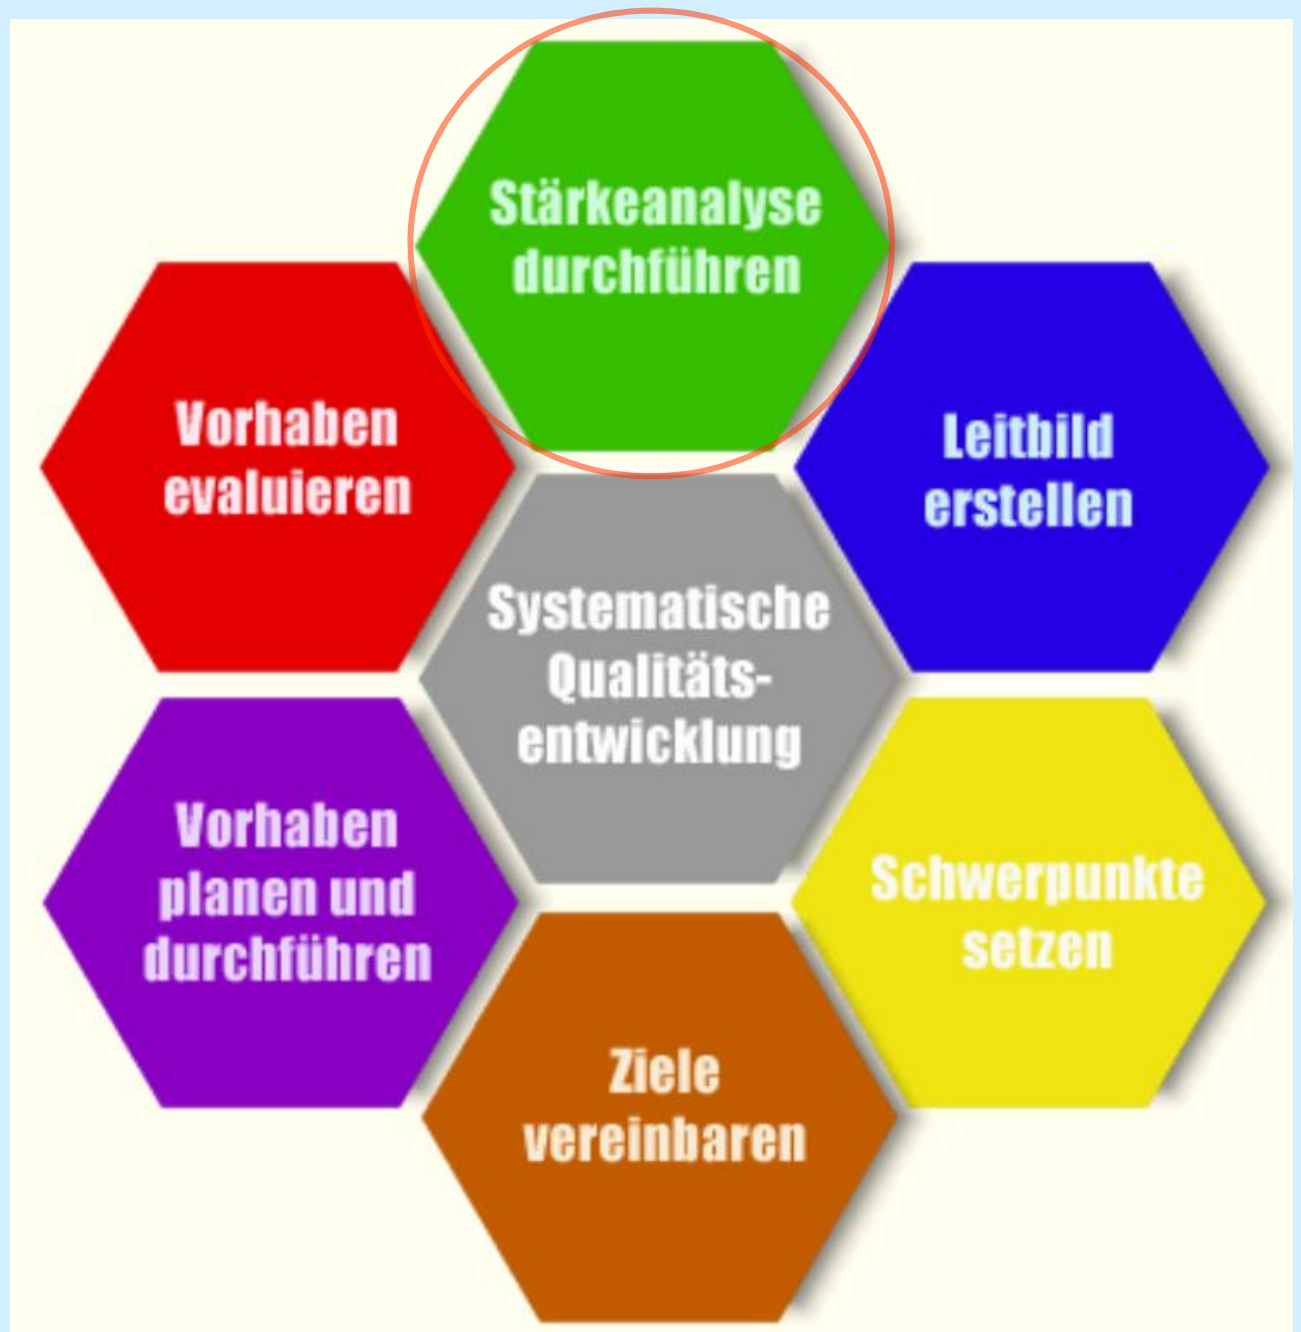 Stärkeanalyse
durchführen
Leitbild
erstellen
Schwerpunkte
setzen
Ziele
vereinbaren
Vorhaben
planen und
durchführen
Vorhaben
evaluieren
Systematische
Qualitäts-
entwicklung